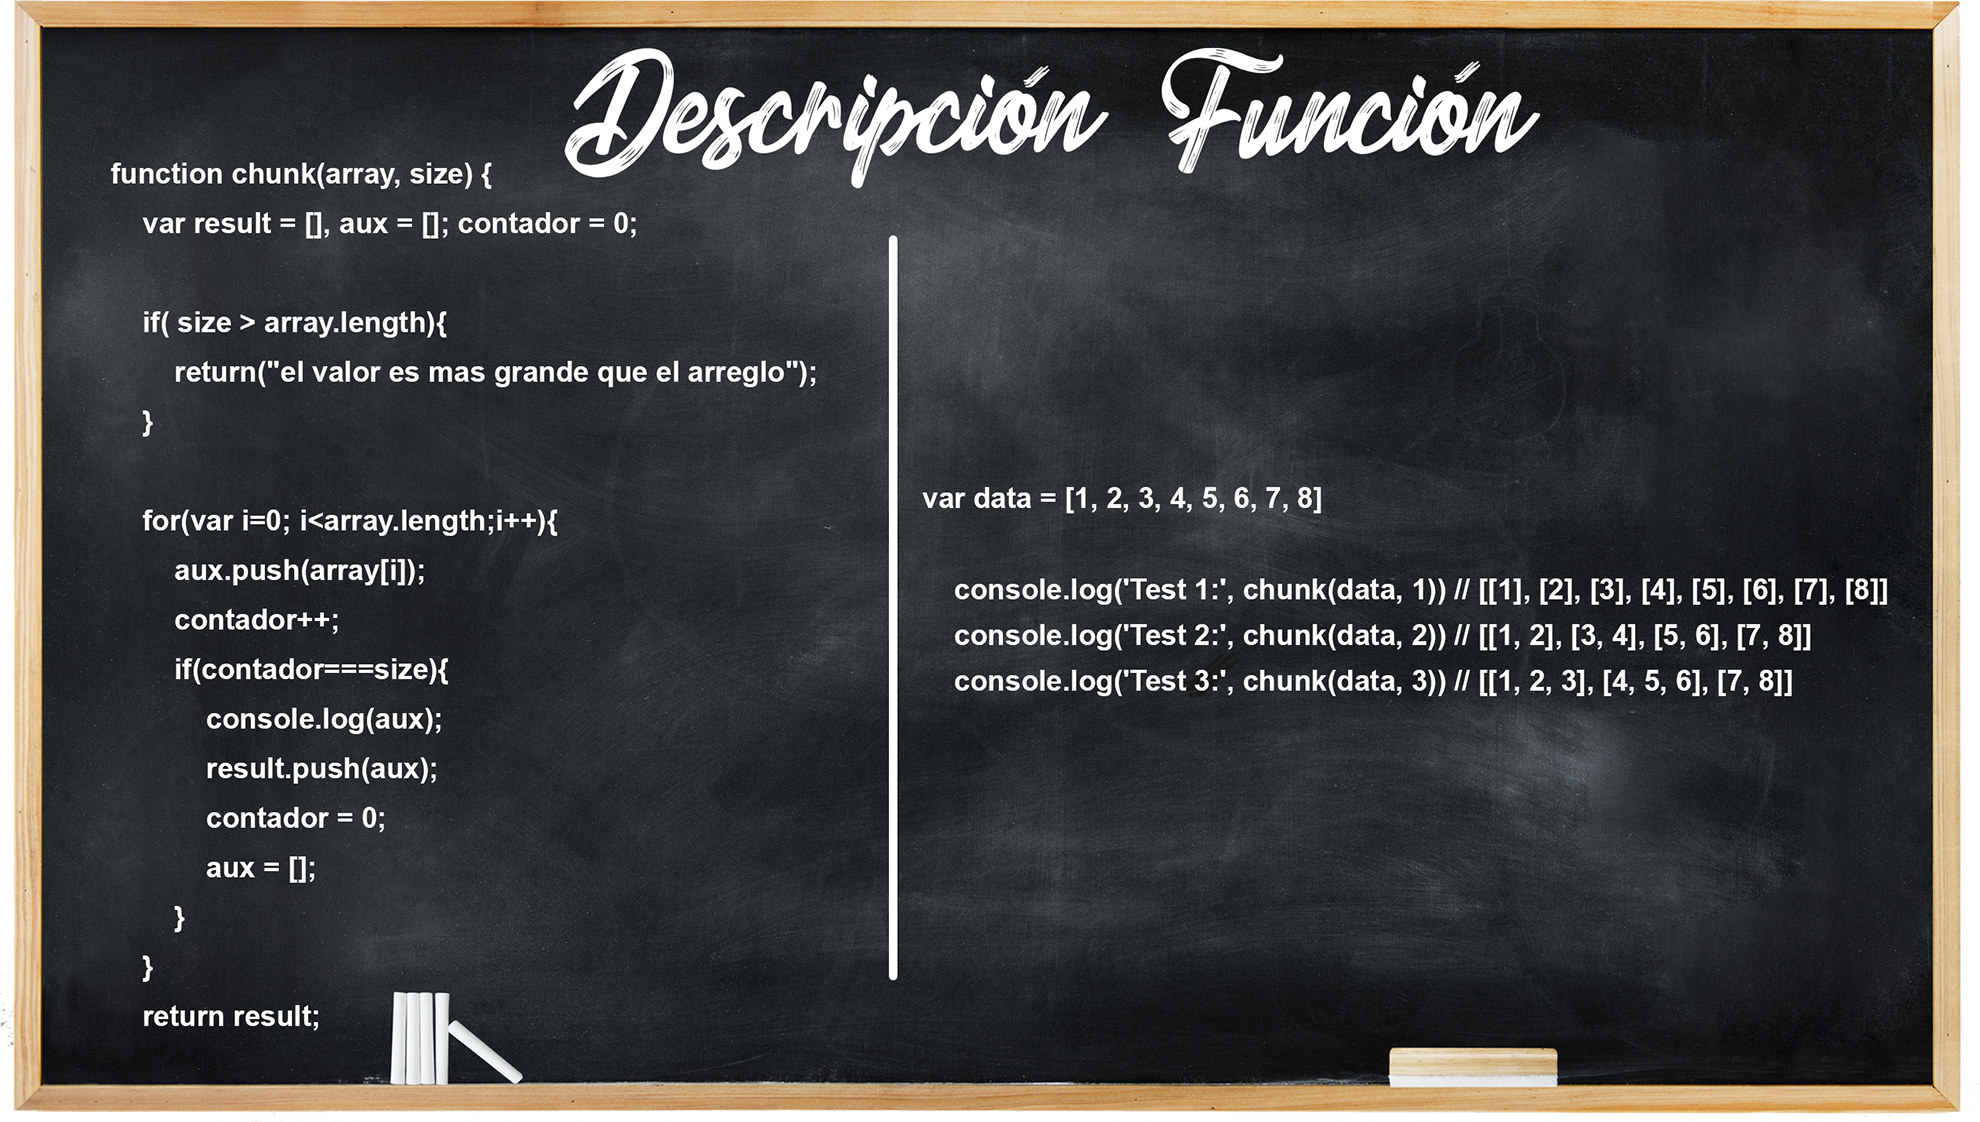 Descripción Función
function chunk(array, size) {
var result = [], aux = []; contador = 0;
if( size > array.length){
return("el valor es mas grande que el arreglo");
}
for(var i=0; i<array.length;i++){
aux.push(array[i]);
contador++;
if(contador===size){
console.log(aux);
result.push(aux);
contador = 0;
aux = [];
}
}
return result;
var data = [1, 2, 3, 4, 5, 6, 7, 8]
console.log('Test 1:', chunk(data, 1)) // [[1], [2], [3], [4], [5], [6], [7], [8]]
console.log('Test 2:', chunk(data, 2)) // [[1, 2], [3, 4], [5, 6], [7, 8]]
console.log('Test 3:', chunk(data, 3)) // [[1, 2, 3], [4, 5, 6], [7, 8]]